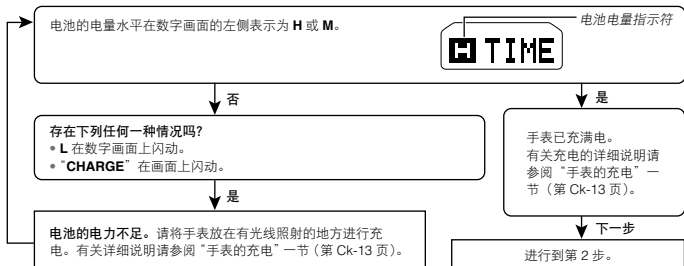 电池的电量水平在数字画面的左侧表示为 H 或 M。
电池电量指示符
H TIME
否
是
存在下列任何一种情况吗？
• L 在数字画面上闪动。
• “CHARGE”在画面上闪动。
手表已充满电。
有关充电的详细说明请
参阅“手表的充电”一
节（第 Ck-13 页）。
是
电池的电力不足。请将手表放在有光线照射的地方进行充
电。有关详细说明请参阅“手表的充电”一节（第 Ck-13 页）。
下一步
进行到第 2 步。